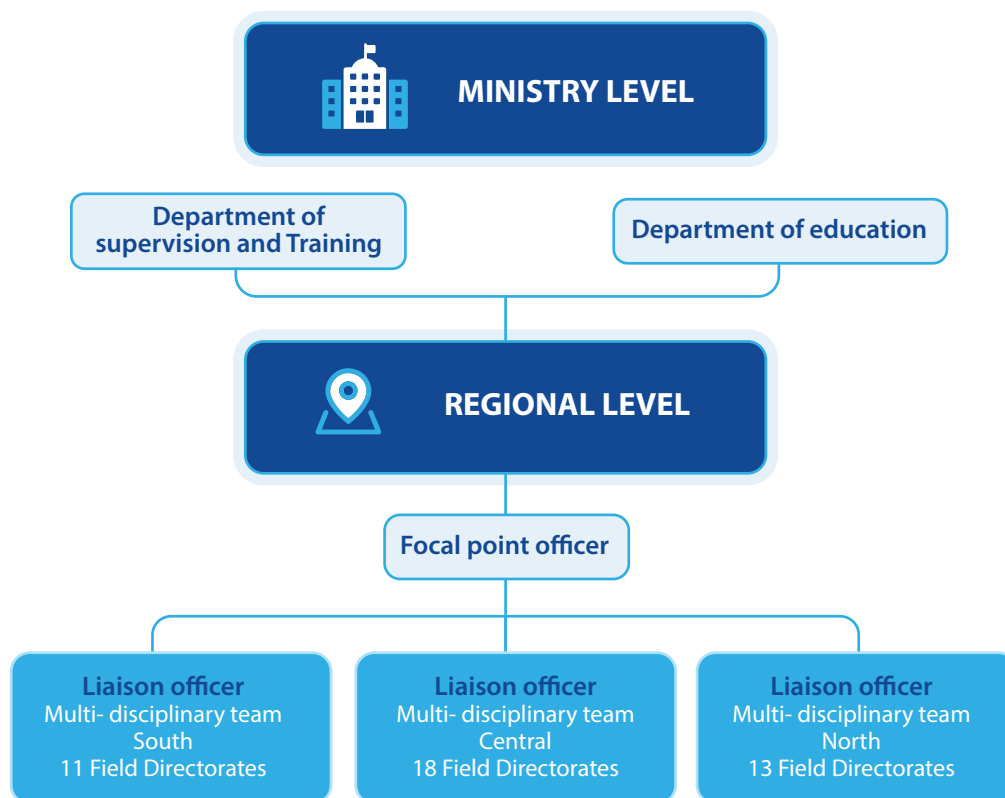 MINISTRY LEVEL
Department of
supervision and Training
Department of education
REGIONAL LEVEL
Focal point officer
Liaison officer
Multi- disciplinary team
South
11 Field Directorates
Liaison officer
Multi- disciplinary team
Central
18 Field Directorates
Liaison officer
Multi- disciplinary team
North
13 Field Directorates